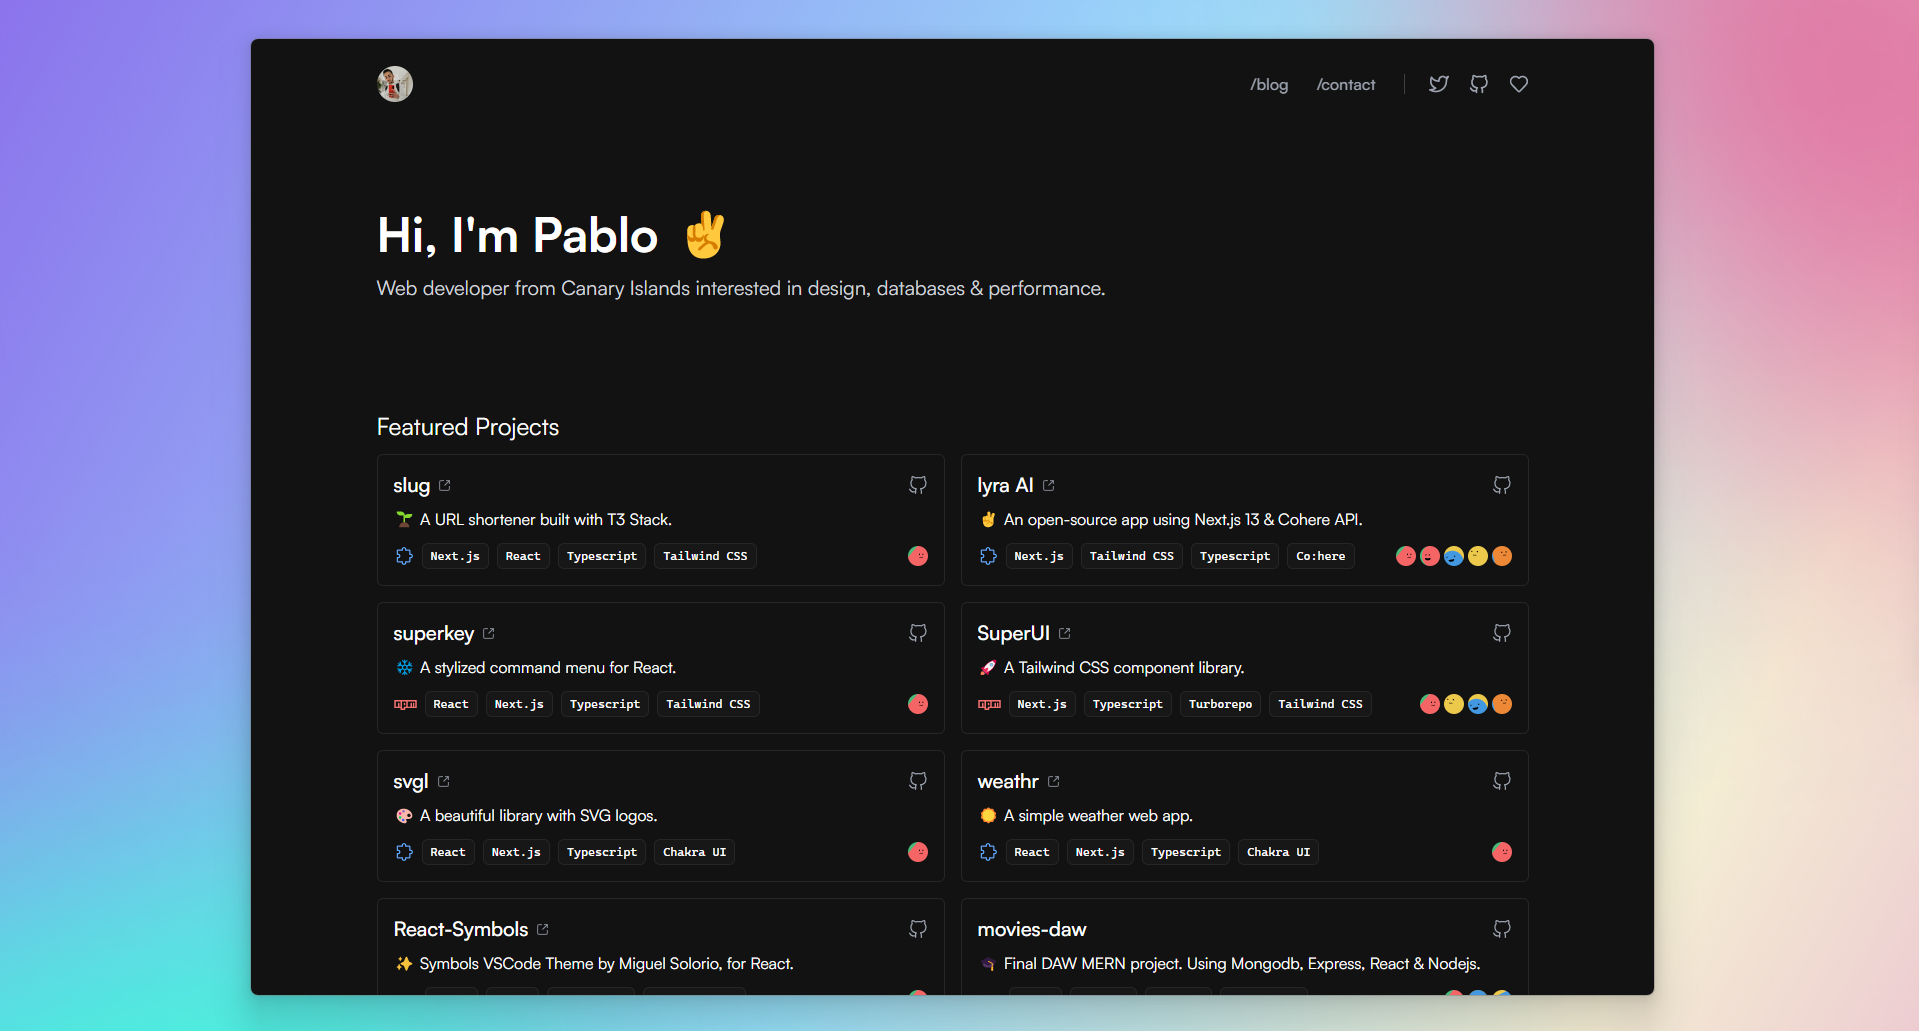 /blog /contact
Hi, I'm Pablo ✌️
Web developer from Canary Islands interested in design, databases & performance.
Featured Projects
slug
🌱 A URL shortener built with T3 Stack.
Next.js React Typescript Tailwind CSS
lyra AI
✌️ An open-source app using Next.js 13 & Cohere API.
Next.js Tailwind CSS Typescript Co:here
superkey
❄️ A stylized command menu for React.
npm React Next.js Typescript Tailwind CSS
SuperUI
🚀 A Tailwind CSS component library.
npm Next.js Typescript Turborepo Tailwind CSS
svgl
🎨 A beautiful library with SVG logos.
React Next.js Typescript Chakra UI
weathr
☀️ A simple weather web app.
React Next.js Typescript Chakra UI
React-Symbols
✨ Symbols VSCode Theme by Miguel Solorio, for React.
movies-daw
🎓 Final DAW MERN project. Using Mongodb, Express, React & Nodejs.